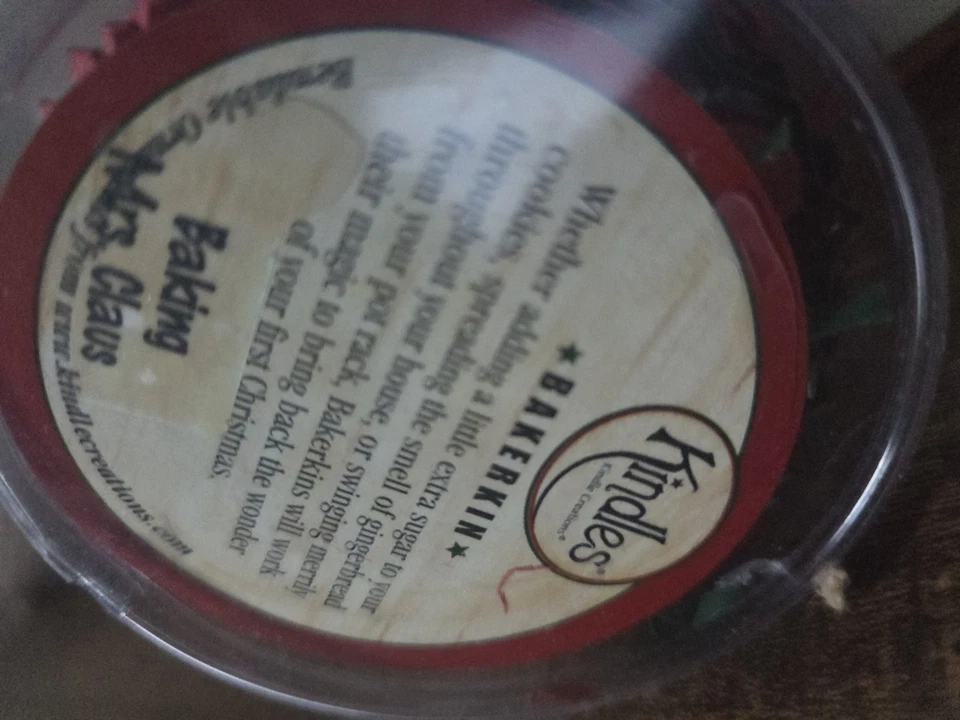 Kindles®
Kindle Creations®
★BAKERKIN★
Whether adding a little extra sugar to your
cookies, spreading the smell of gingerbread
throughout your house, or swinging merrily
from your pot rack, Bakerkins will work
their magic to bring back the wonder
of your first Christmas.
Baking
Mrs. Claus
from www.kindlecreations.com